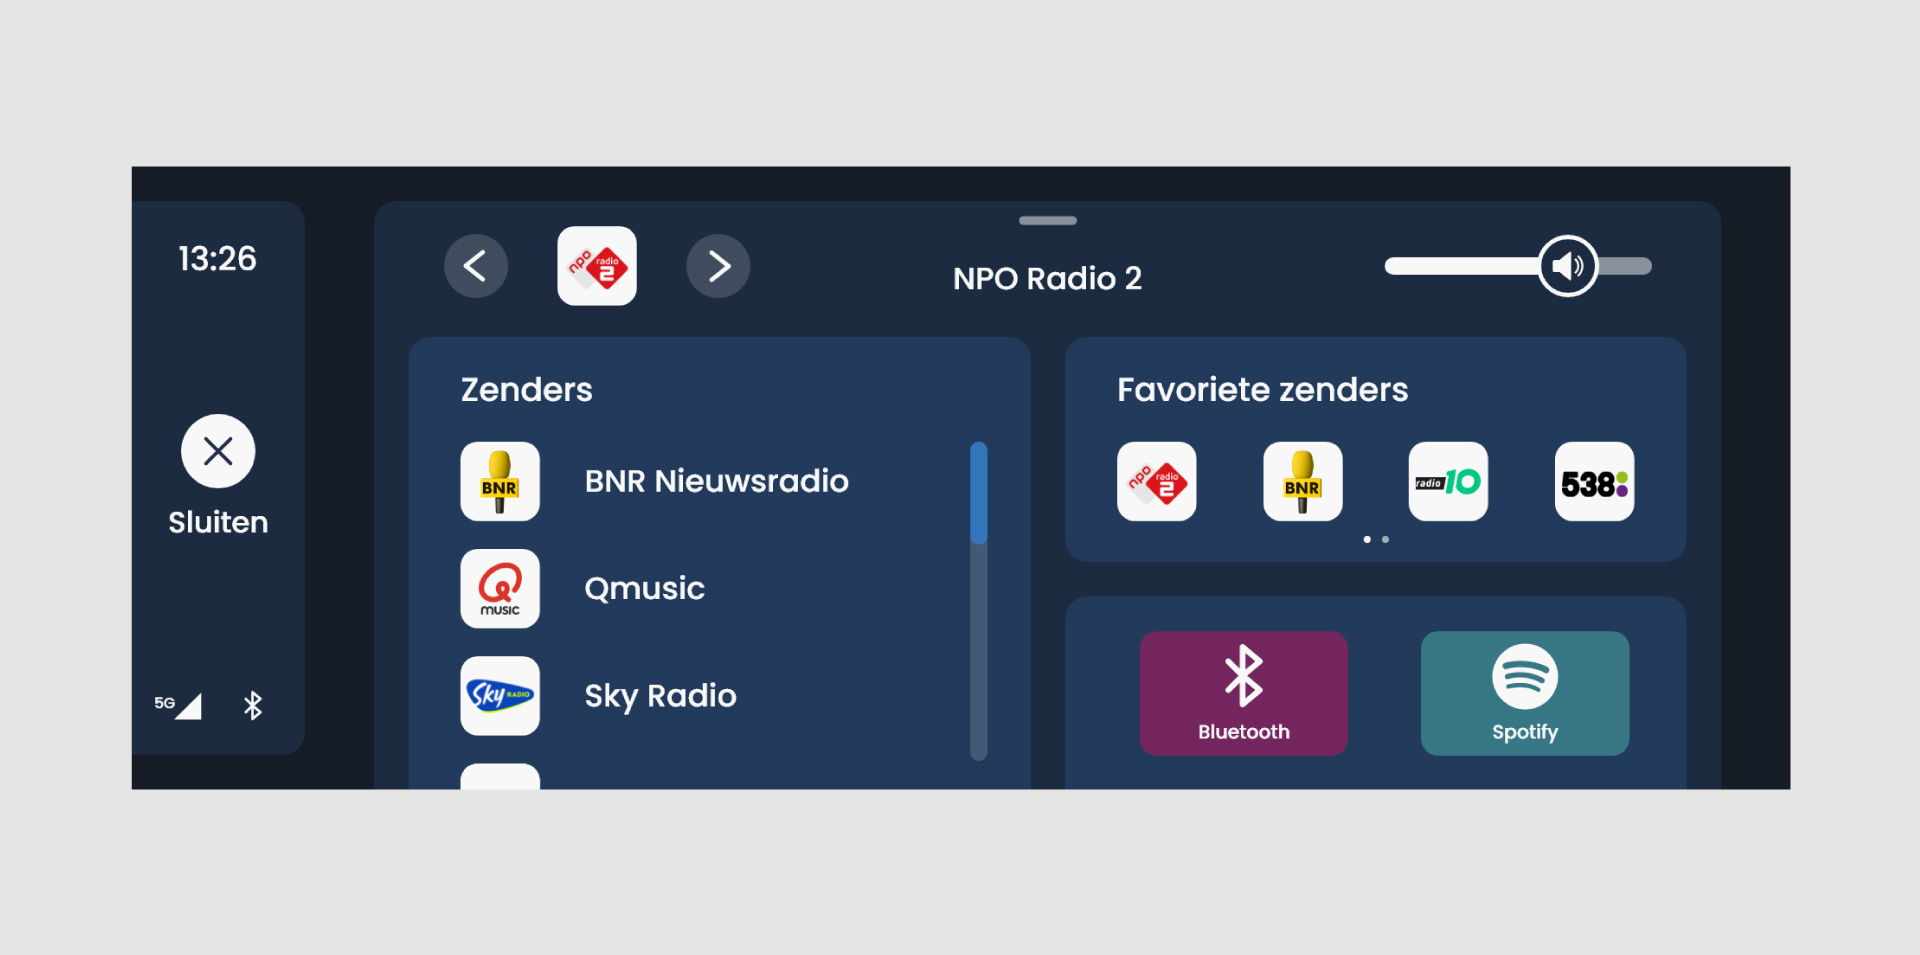 13:26
Sluiten
5G
npo radio 2
NPO Radio 2
Zenders
BNR
BNR Nieuwsradio
Q MUSIC
Qmusic
Sky RADIO
Sky Radio
Favoriete zenders
npo radio 2
BNR
radio 10
538
Bluetooth
Spotify